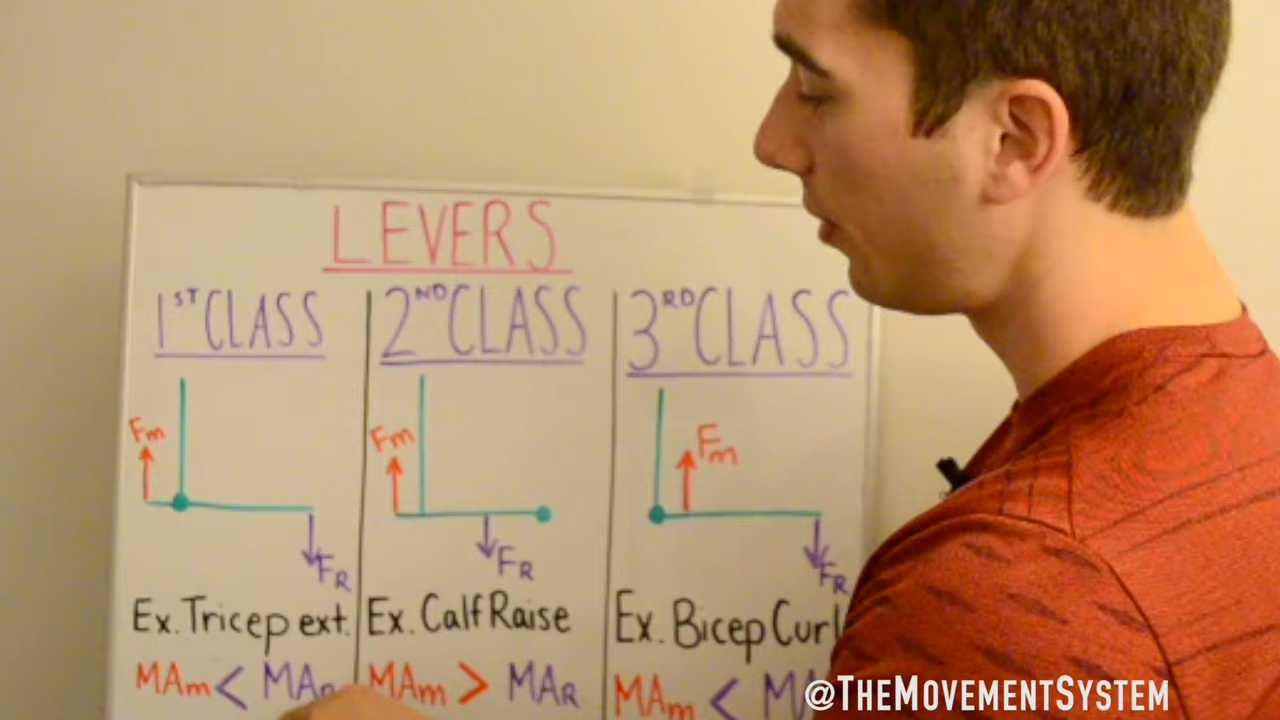 LEVERS
1ST CLASS
2ND CLASS
3RD CLASS
Fm
Fm
Fm
FR
FR
FR
Ex. Tricep ext.
Ex. Calf Raise
Ex. Bicep Curl
MAm < MAR
MAm > MAR
MAm <
@THEMOVEMENTSYSTEM